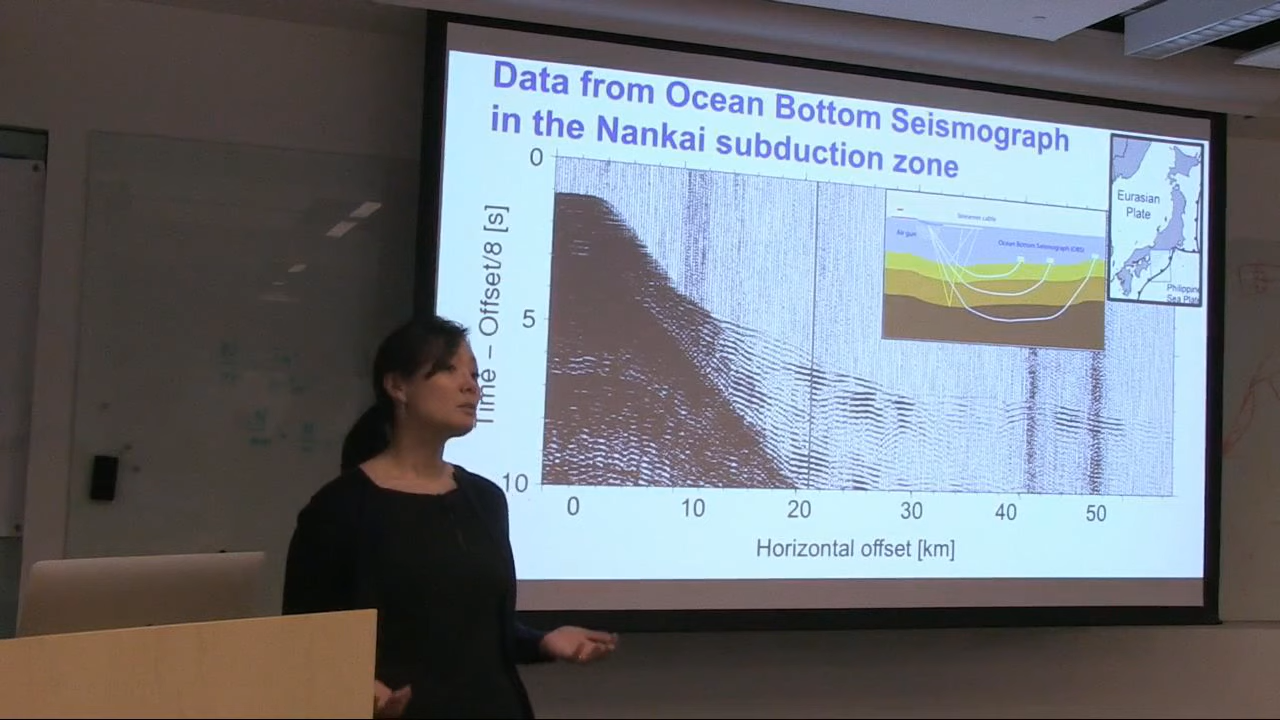 Data from Ocean Bottom Seismograph
in the Nankai subduction zone
0
5
10
Time – Offset/8 [s]
Streamer cable
Air gun
Ocean Bottom Seismograph (OBS)
Eurasian
Plate
Philippine
Sea Plate
0 10 20 30 40 50
Horizontal offset [km]